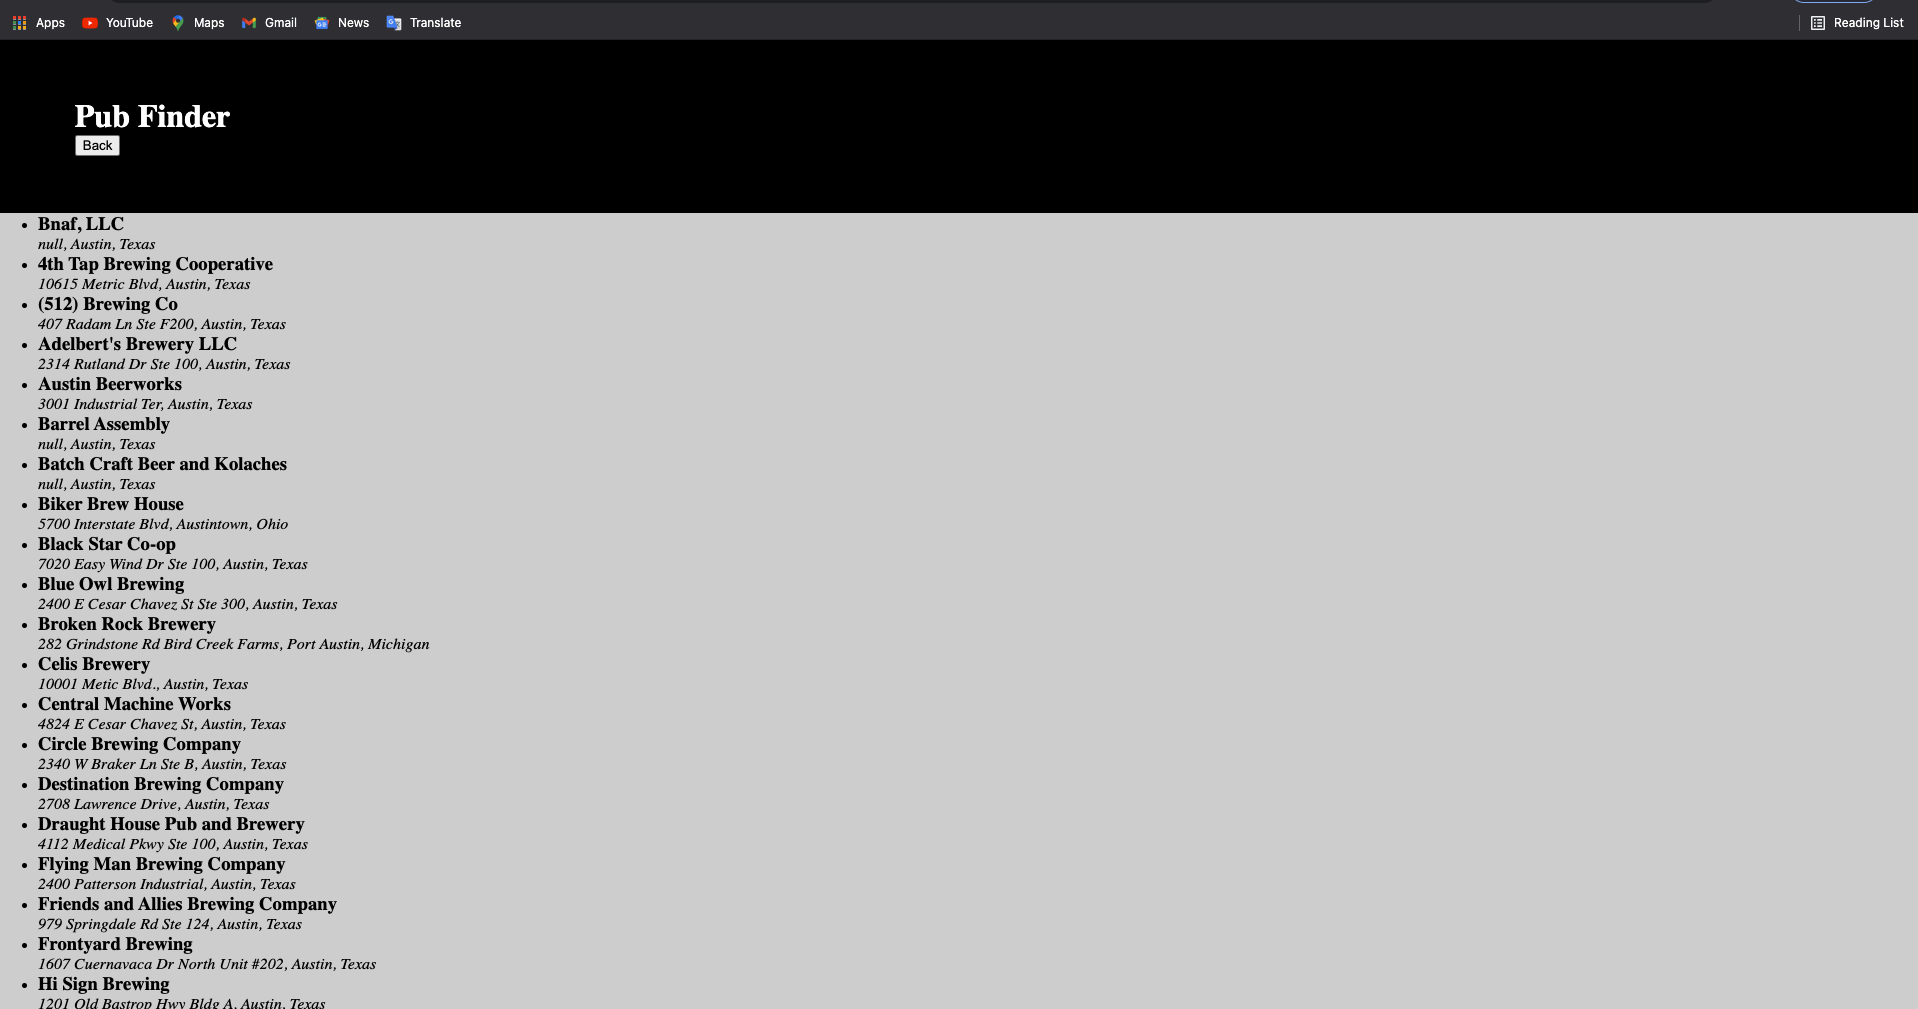 Apps YouTube Maps Gmail News Translate Reading List
Pub Finder
Back
Bnaf, LLC
null, Austin, Texas
4th Tap Brewing Cooperative
10615 Metric Blvd, Austin, Texas
(512) Brewing Co
407 Radam Ln Ste F200, Austin, Texas
Adelbert's Brewery LLC
2314 Rutland Dr Ste 100, Austin, Texas
Austin Beerworks
3001 Industrial Ter, Austin, Texas
Barrel Assembly
null, Austin, Texas
Batch Craft Beer and Kolaches
null, Austin, Texas
Biker Brew House
5700 Interstate Blvd, Austintown, Ohio
Black Star Co-op
7020 Easy Wind Dr Ste 100, Austin, Texas
Blue Owl Brewing
2400 E Cesar Chavez St Ste 300, Austin, Texas
Broken Rock Brewery
282 Grindstone Rd Bird Creek Farms, Port Austin, Michigan
Celis Brewery
10001 Metic Blvd., Austin, Texas
Central Machine Works
4824 E Cesar Chavez St, Austin, Texas
Circle Brewing Company
2340 W Braker Ln Ste B, Austin, Texas
Destination Brewing Company
2708 Lawrence Drive, Austin, Texas
Draught House Pub and Brewery
4112 Medical Pkwy Ste 100, Austin, Texas
Flying Man Brewing Company
2400 Patterson Industrial, Austin, Texas
Friends and Allies Brewing Company
979 Springdale Rd Ste 124, Austin, Texas
Frontyard Brewing
1607 Cuernavaca Dr North Unit #202, Austin, Texas
Hi Sign Brewing
1201 Old Bastrop Hwy Bldg A, Austin, Texas